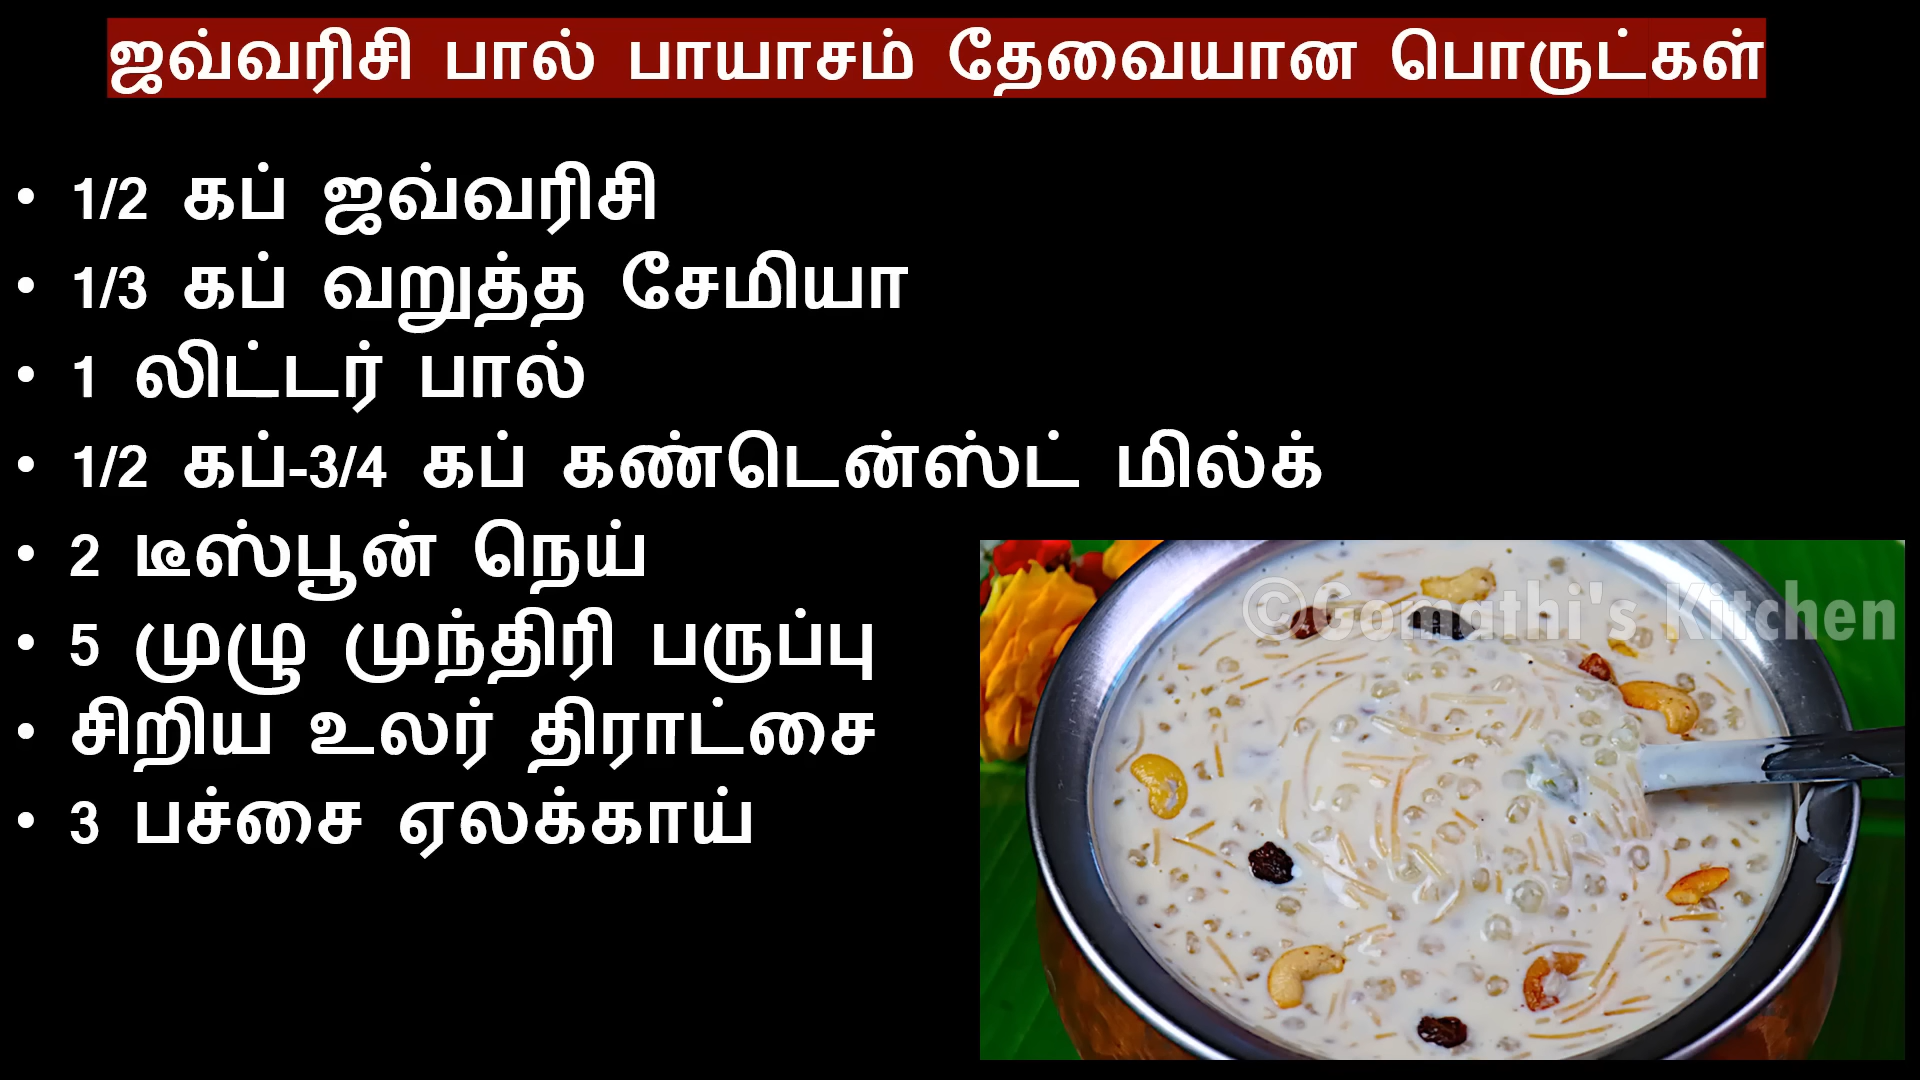 ஜவ்வரிசி பால் பாயாசம் தேவையான பொருட்கள்
• 1/2 கப் ஜவ்வரிசி
• 1/3 கப் வறுத்த சேமியா
• 1 லிட்டர் பால்
• 1/2 கப்-3/4 கப் கண்டென்ஸ்ட் மில்க்
• 2 டீஸ்பூன் நெய்
• 5 முழு முந்திரி பருப்பு
• சிறிய உலர் திராட்சை
• 3 பச்சை ஏலக்காய்
©Gomathi's Kitchen